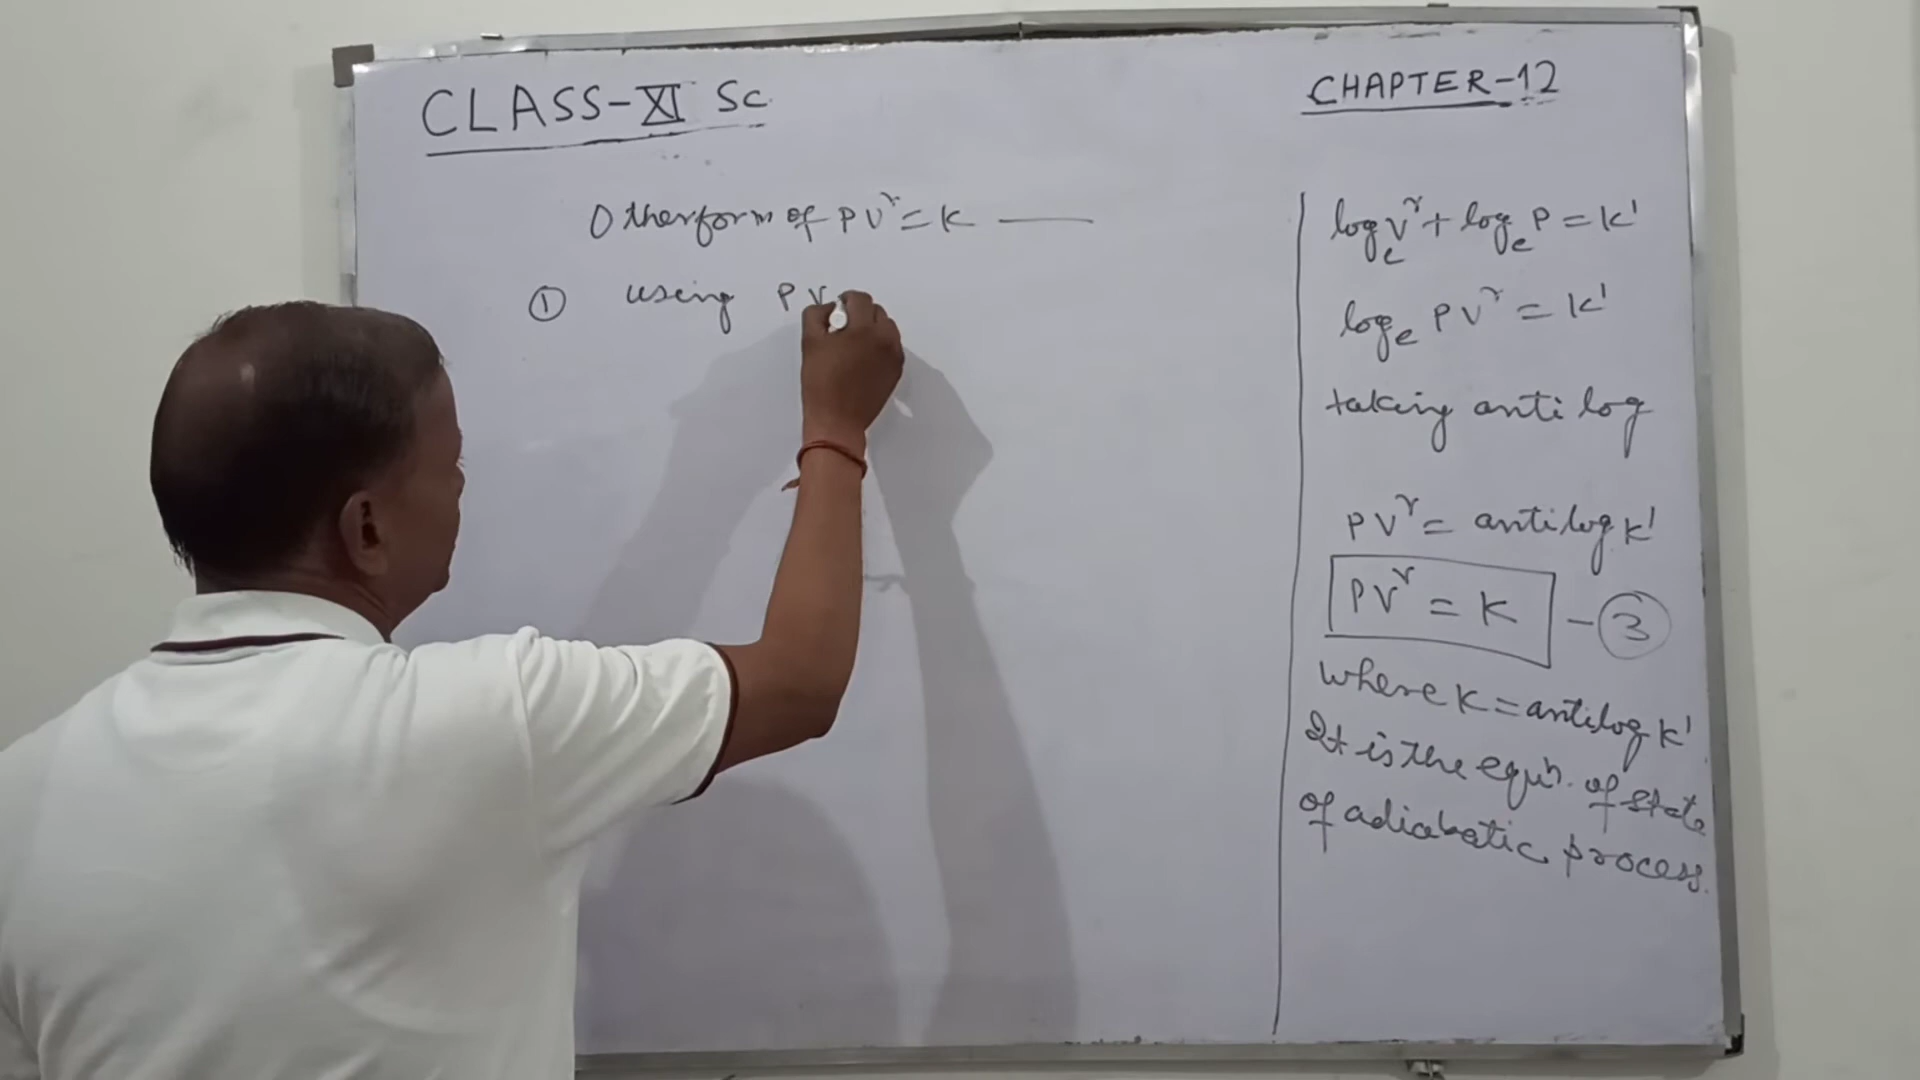 CLASS-XI Sc
CHAPTER-12
Other form of PV^γ = K
① using PV
log_e V^γ + log_e P = K'
log_e PV^γ = K'
taking anti log
PV^γ = antilog K'
PV^γ = K - ③
where K = antilog K'
It is the equn. of state
of adiabatic process.